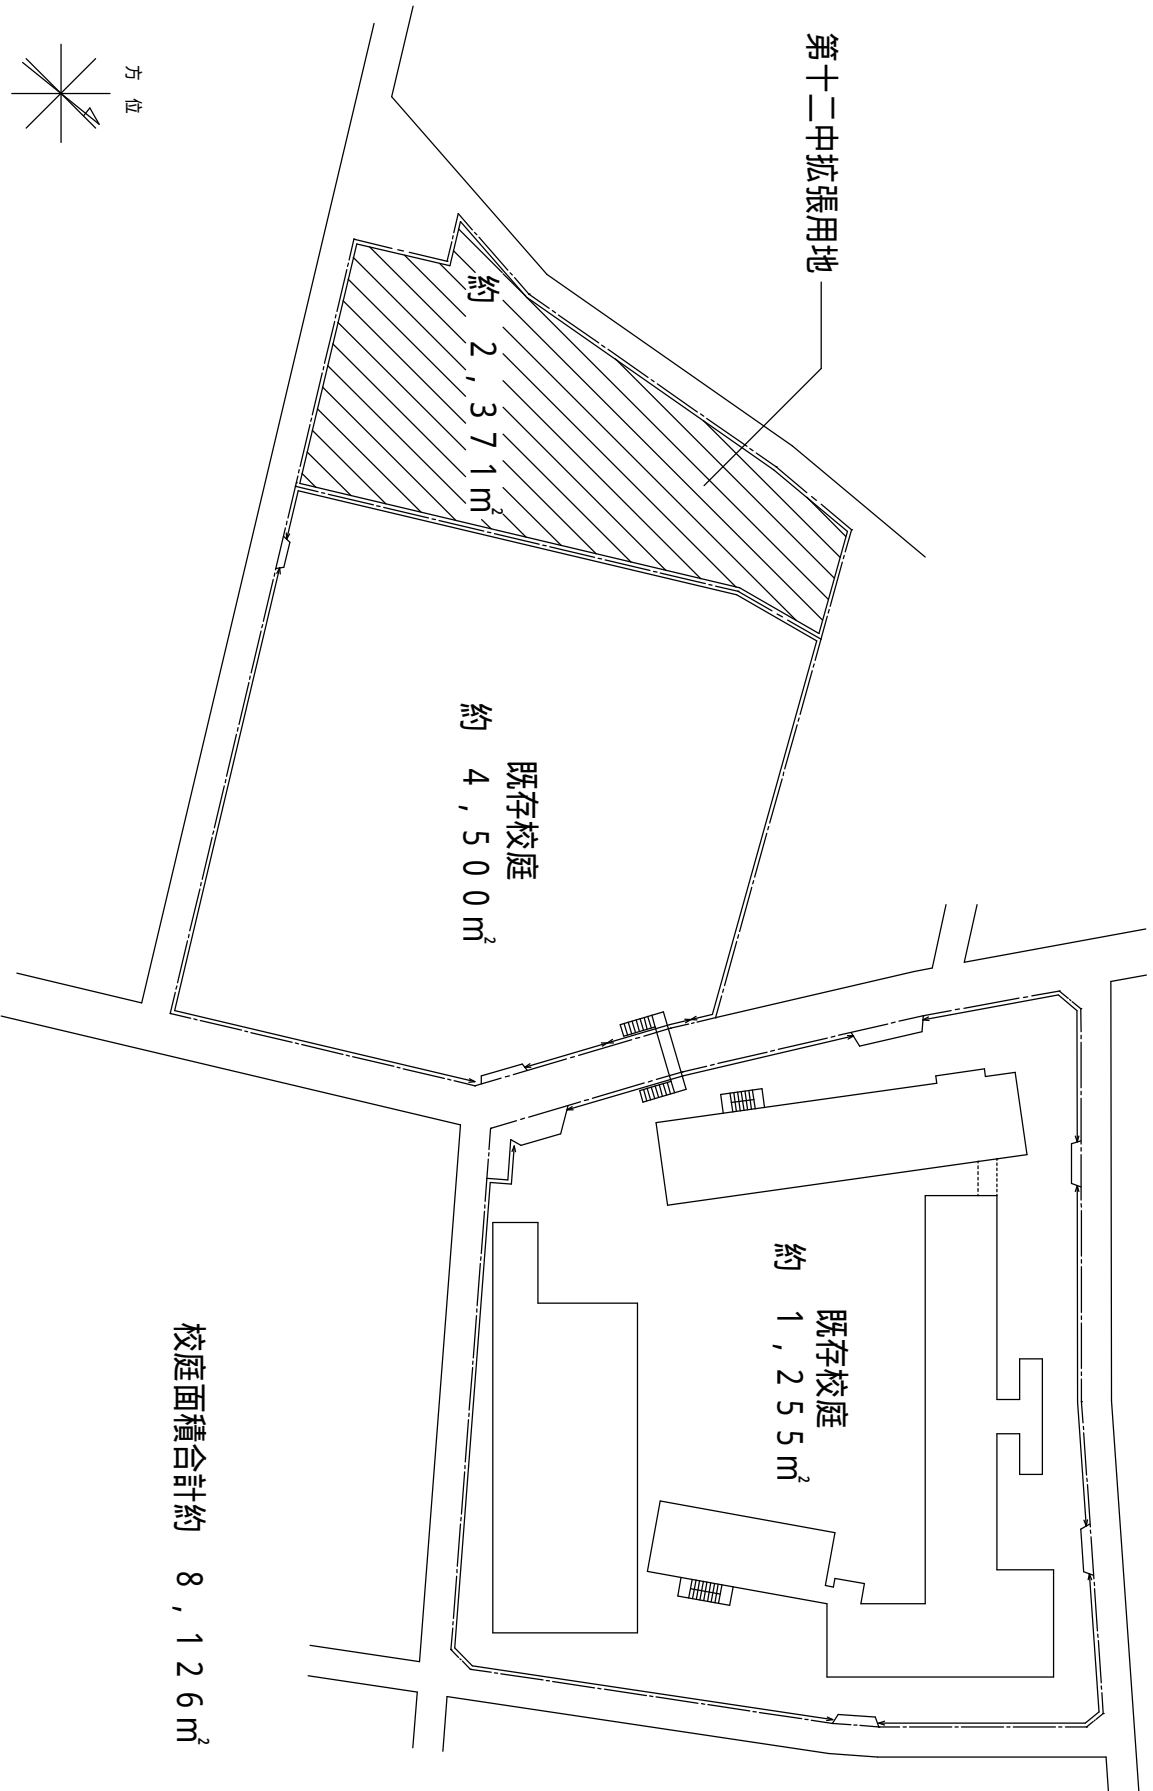 第十二中拡張用地
方位
約 2,371㎡
既存校庭
約 4,500㎡
既存校庭
約 1,255㎡
校庭面積合計約 8,126㎡